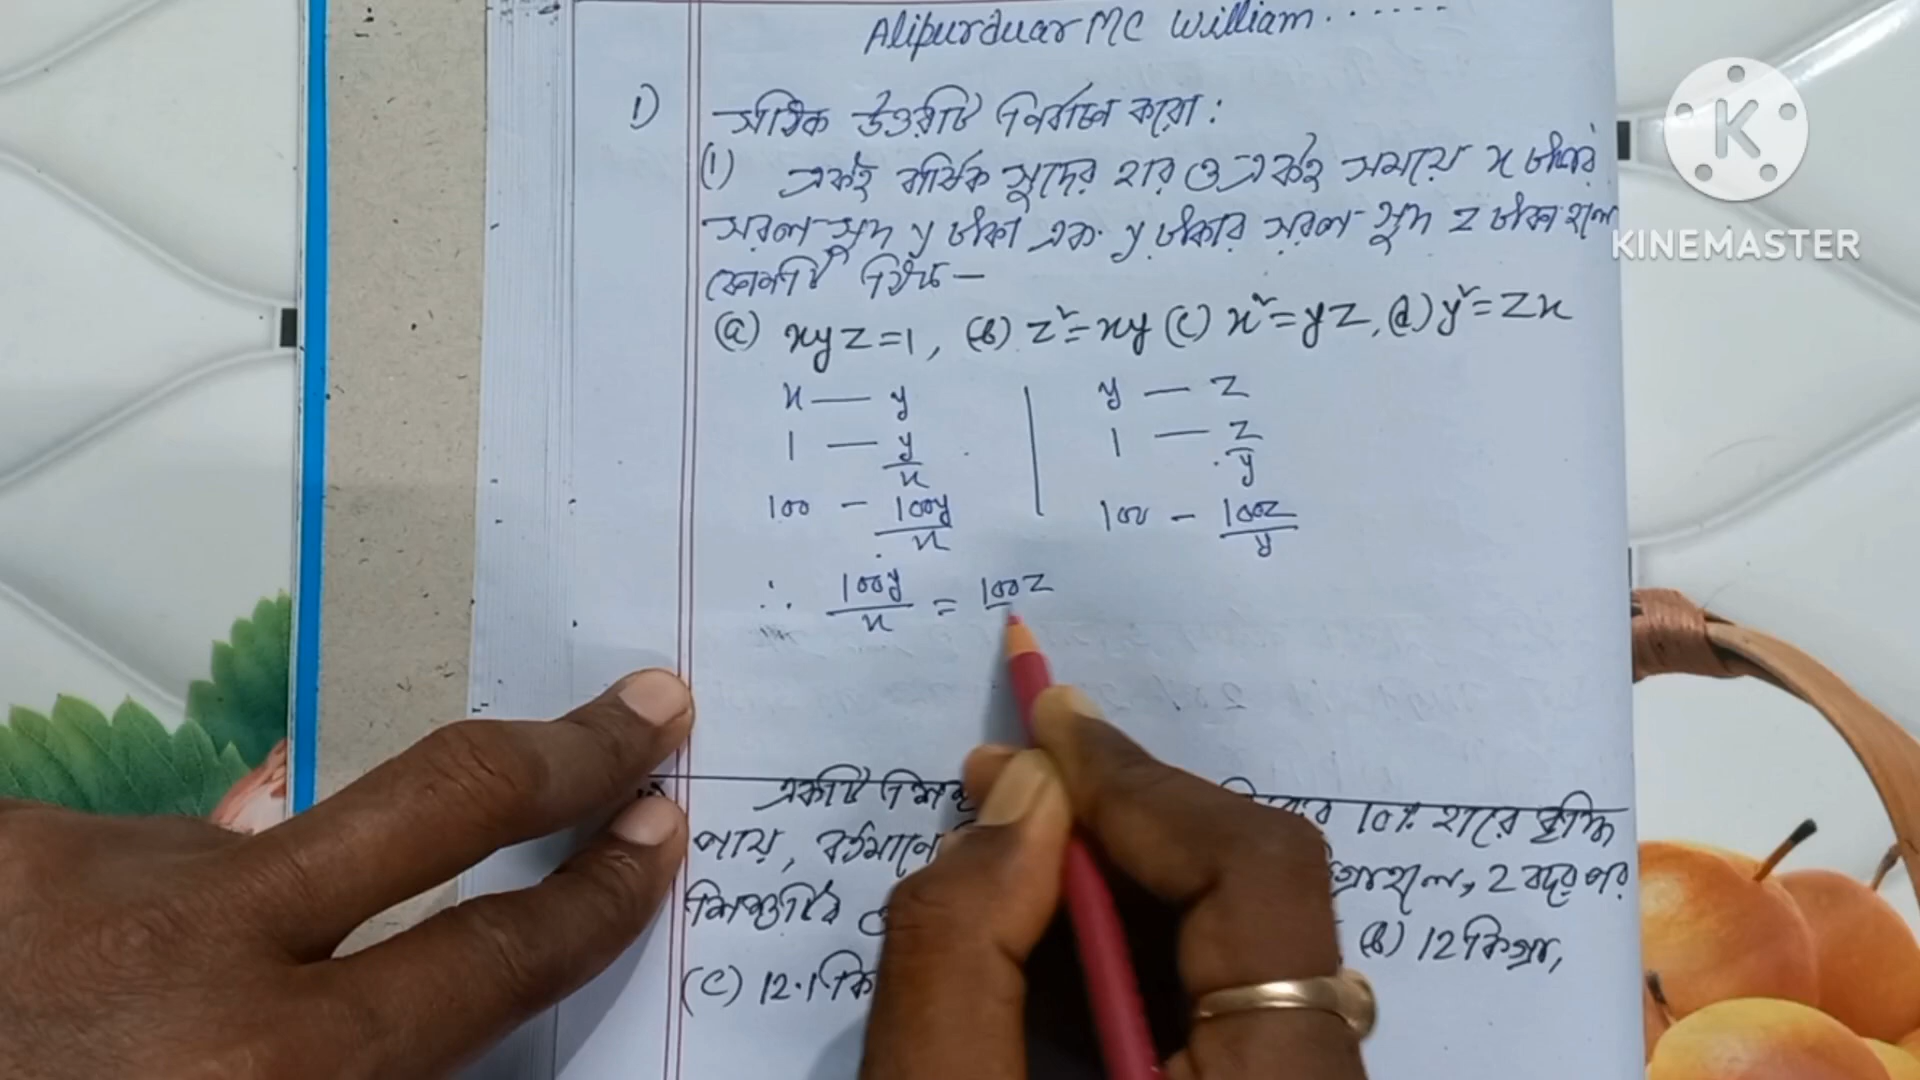 Alipurduar MC William......
1) সঠিক উত্তরটি নির্বাচন করো:
(1) একই বার্ষিক সুদের হার ও একই সময়ে x টাকার
সরল সুদ y টাকা এবং y টাকার সরল সুদ z টাকা হলে
কোনটি ঠিক—
(a) xyz=1, (b) z²=xy (c) x²=yz, (d) y²=zx
x — y | y — z
1 — y/x | 1 — z/y
100 — 100y/x | 100 — 100z/y
∴ 100y/x = 100z
একটি 10% হারে বৃদ্ধি
পায়, বর্তমানে হলে, 2 বছর পর
শিশুটির (b) 12 কিগ্রা,
(c) 12.1 কি
KINEMASTER